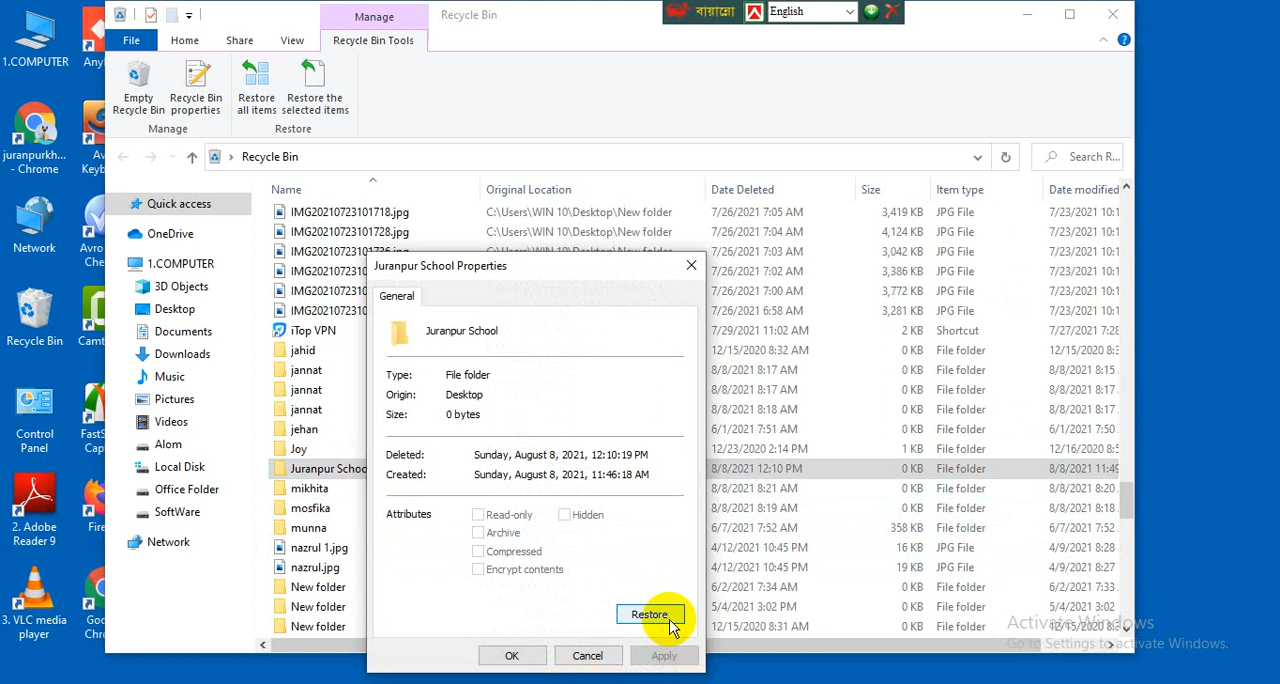 Manage
Recycle Bin
বায়ান্নো
English
File
Home
Share
View
Recycle Bin Tools
Empty Recycle Bin
Recycle Bin properties
Restore all items
Restore the selected items
Manage
Restore
Recycle Bin
Search R...
Name
Original Location
Date Deleted
Size
Item type
Date modified
IMG20210723101718.jpg C:\Users\WIN 10\Desktop\New folder 7/26/2021 7:05 AM 3,419 KB JPG File 7/23/2021 10:1
IMG20210723101728.jpg C:\Users\WIN 10\Desktop\New folder 7/26/2021 7:04 AM 4,124 KB JPG File 7/23/2021 10:1
IMG20210723101736.jpg C:\Users\WIN 10\Desktop\New folder 7/26/2021 7:03 AM 3,042 KB JPG File 7/23/2021 10:1
IMG2021072310 7/26/2021 7:02 AM 3,386 KB JPG File 7/23/2021 10:1
IMG2021072310 7/26/2021 7:00 AM 3,772 KB JPG File 7/23/2021 10:1
IMG2021072310 7/26/2021 6:58 AM 3,281 KB JPG File 7/23/2021 10:1
iTop VPN 7/29/2021 11:02 AM 2 KB Shortcut 7/27/2021 7:28
jahid 12/15/2020 8:32 AM 0 KB File folder 12/15/2020 8:3
jannat 8/8/2021 8:17 AM 0 KB File folder 8/8/2021 8:15
jannat 8/8/2021 8:17 AM 0 KB File folder 8/8/2021 8:17
jannat 8/8/2021 8:18 AM 0 KB File folder 8/8/2021 8:17
jehan 6/1/2021 7:51 AM 0 KB File folder 6/1/2021 7:50
Joy 12/23/2020 2:14 PM 1 KB File folder 12/16/2020 8:5
Juranpur Schoo 8/8/2021 12:10 PM 0 KB File folder 8/8/2021 11:49
mikhita 8/8/2021 8:21 AM 0 KB File folder 8/8/2021 8:20
mosfika 8/8/2021 8:19 AM 0 KB File folder 8/8/2021 8:18
munna 6/7/2021 7:52 AM 358 KB File folder 6/7/2021 7:52
nazrul 1.jpg 4/12/2021 10:45 PM 16 KB JPG File 4/9/2021 8:28
nazrul.jpg 4/12/2021 10:45 PM 19 KB JPG File 4/9/2021 8:27
New folder 6/2/2021 7:34 AM 0 KB File folder 6/2/2021 7:33
New folder 5/4/2021 3:02 PM 0 KB File folder 5/4/2021 3:02
New folder 12/15/2020 8:31 AM 0 KB File folder 12/15/2020 8:3
Quick access
OneDrive
1.COMPUTER
3D Objects
Desktop
Documents
Downloads
Music
Pictures
Videos
Alom
Local Disk
Office Folder
SoftWare
Network
Juranpur School Properties
General
Juranpur School
Type: File folder
Origin: Desktop
Size: 0 bytes
Deleted: Sunday, August 8, 2021, 12:10:19 PM
Created: Sunday, August 8, 2021, 11:46:18 AM
Attributes
Read-only
Hidden
Archive
Compressed
Encrypt contents
Restore
OK
Cancel
Apply
1.COMPUTER
Any
juranpurkh...
- Chrome
Av
Keyb
Network
Avro
Che
Recycle Bin
Camt
Control
Panel
FastS
Cap
2. Adobe
Reader 9
Fire
3. VLC media
player
Goo
Chro
Activate Windows
Go to Settings to activate Windows.